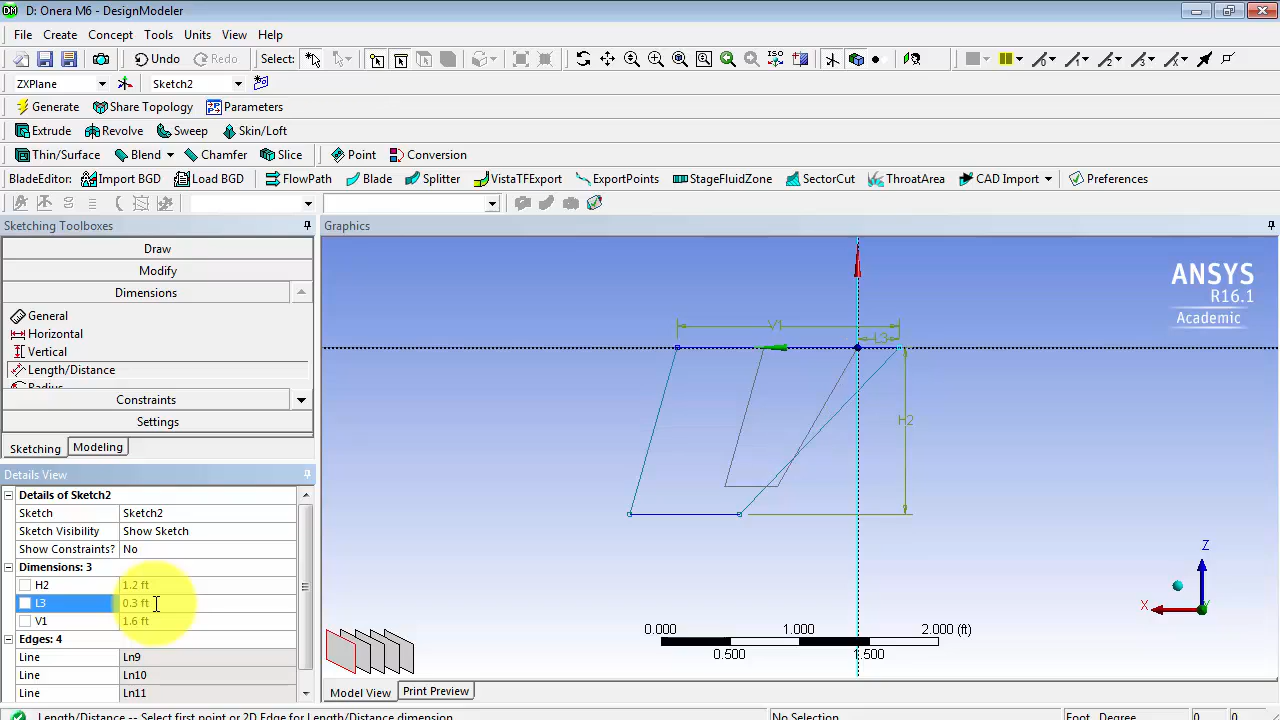 D: Onera M6 - DesignModeler
File Create Concept Tools Units View Help
Undo Redo Select:
ZXPlane Sketch2
Generate Share Topology Parameters
Extrude Revolve Sweep Skin/Loft
Thin/Surface Blend Chamfer Slice Point Conversion
BladeEditor: Import BGD Load BGD FlowPath Blade Splitter VistaTFExport ExportPoints StageFluidZone SectorCut ThroatArea CAD Import Preferences
Sketching Toolboxes
Draw
Modify
Dimensions
General
Horizontal
Vertical
Length/Distance
Radius
Constraints
Settings
Sketching Modeling
Details View
Details of Sketch2
Sketch Sketch2
Sketch Visibility Show Sketch
Show Constraints? No
Dimensions: 3
H2 1.2 ft
L3 0.3 ft
V1 1.6 ft
Edges: 4
Line Ln9
Line Ln10
Line Ln11
Graphics
ANSYS
R16.1
Academic
V1
L3
H2
Z
X
Y
0.000 1.000 2.000 (ft)
0.500 1.500
Model View Print Preview
Length/Distance -- Select first point or 2D Edge for Length/Distance dimension No Selection Foot Degree 0 0